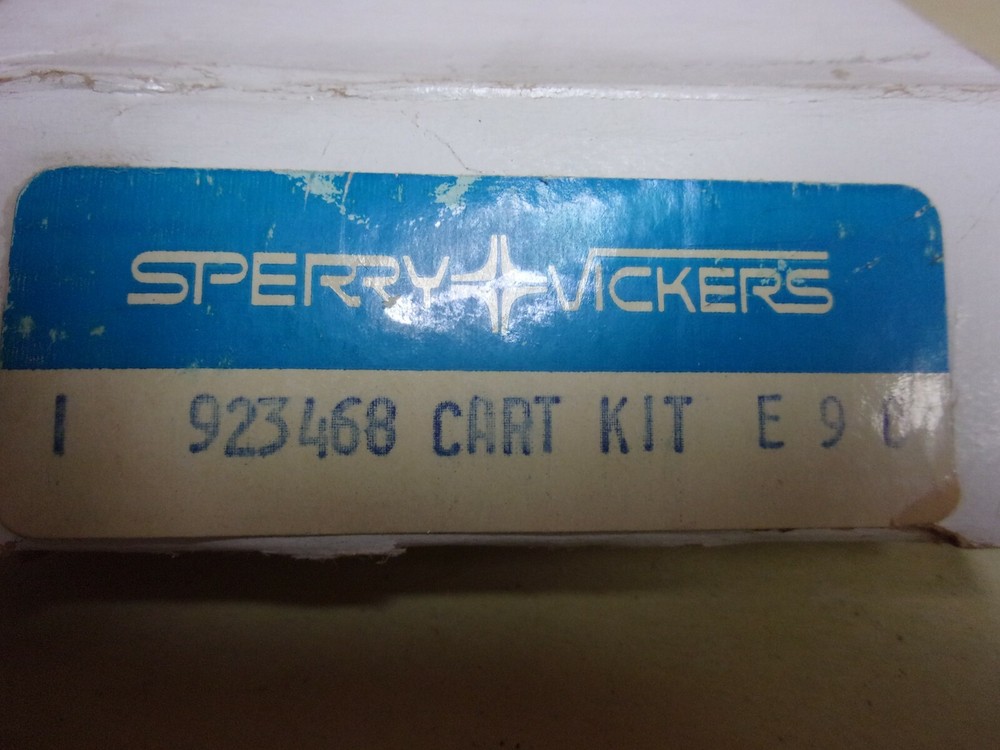 SPERRY VICKERS
1 923468 CART KIT E 9